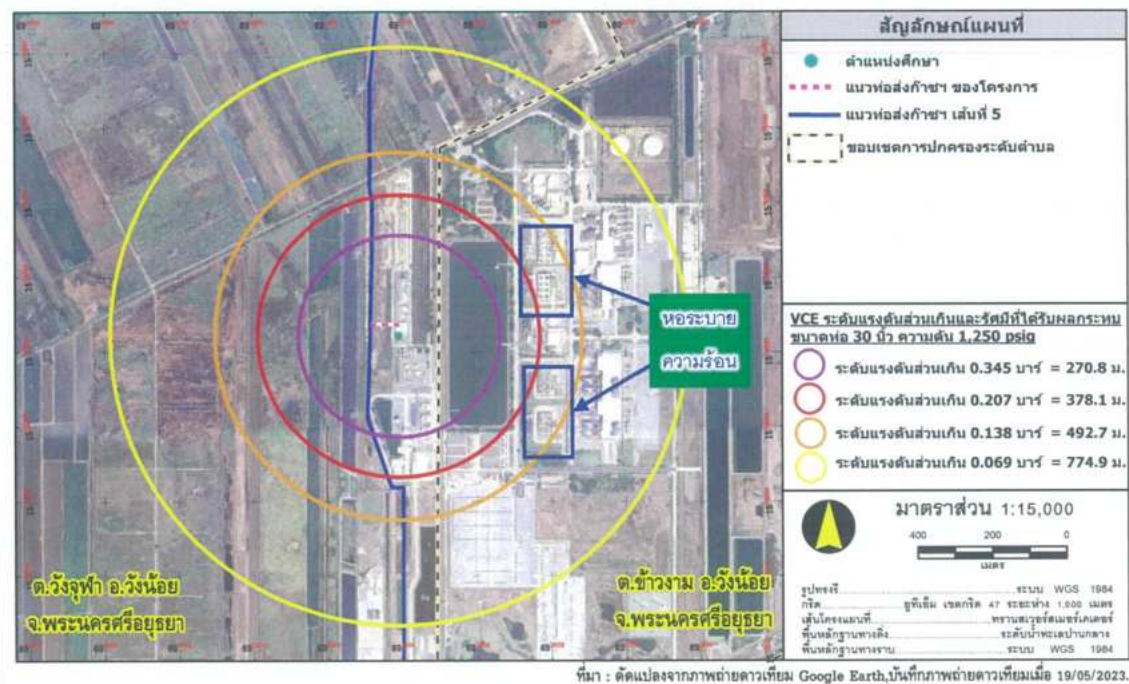 สัญลักษณ์แผนที่
ตำแหน่งศึกษา
แนวท่อส่งก๊าซฯ ของโครงการ
แนวท่อส่งก๊าซฯ เส้นที่ 5
ขอบเขตการปกครองระดับตำบล
หอระบาย
ความร้อน
VCE ระดับแรงดันส่วนเกินและรัศมีที่ได้รับผลกระทบ
ขนาดท่อ 30 นิ้ว ความดัน 1,250 psig
ระดับแรงดันส่วนเกิน 0.345 บาร์ = 270.8 ม.
ระดับแรงดันส่วนเกิน 0.207 บาร์ = 378.1 ม.
ระดับแรงดันส่วนเกิน 0.138 บาร์ = 492.7 ม.
ระดับแรงดันส่วนเกิน 0.069 บาร์ = 774.9 ม.
มาตราส่วน 1:15,000
400 200 0
เมตร
รูปทรงรี ระบบ WGS 1984
กริด ยูทีเอ็ม เขตกริด 47 ระยะห่าง 1,000 เมตร
เส้นโครงแผนที่ ทรานสเวอร์สเมอร์เคเตอร์
พื้นหลักฐานทางดิ่ง ระดับน้ำทะเลปานกลาง
พื้นหลักฐานทางราบ ระบบ WGS 1984
ต.วังจุฬา อ.วังน้อย
จ.พระนครศรีอยุธยา
ต.ข้าวงาม อ.วังน้อย
จ.พระนครศรีอยุธยา
ที่มา : ดัดแปลงจากภาพถ่ายดาวเทียม Google Earth,บันทึกภาพถ่ายดาวเทียมเมื่อ 19/05/2023.